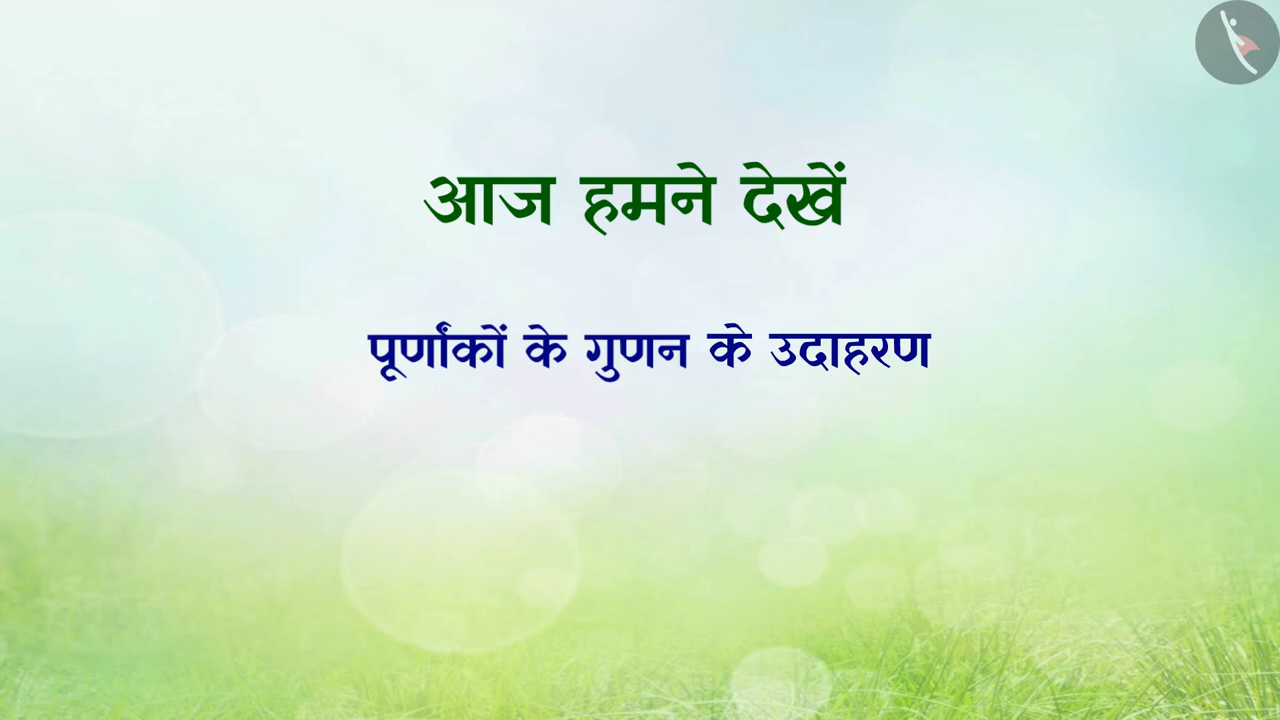 आज हमने देखें
पूर्णांकों के गुणन के उदाहरण